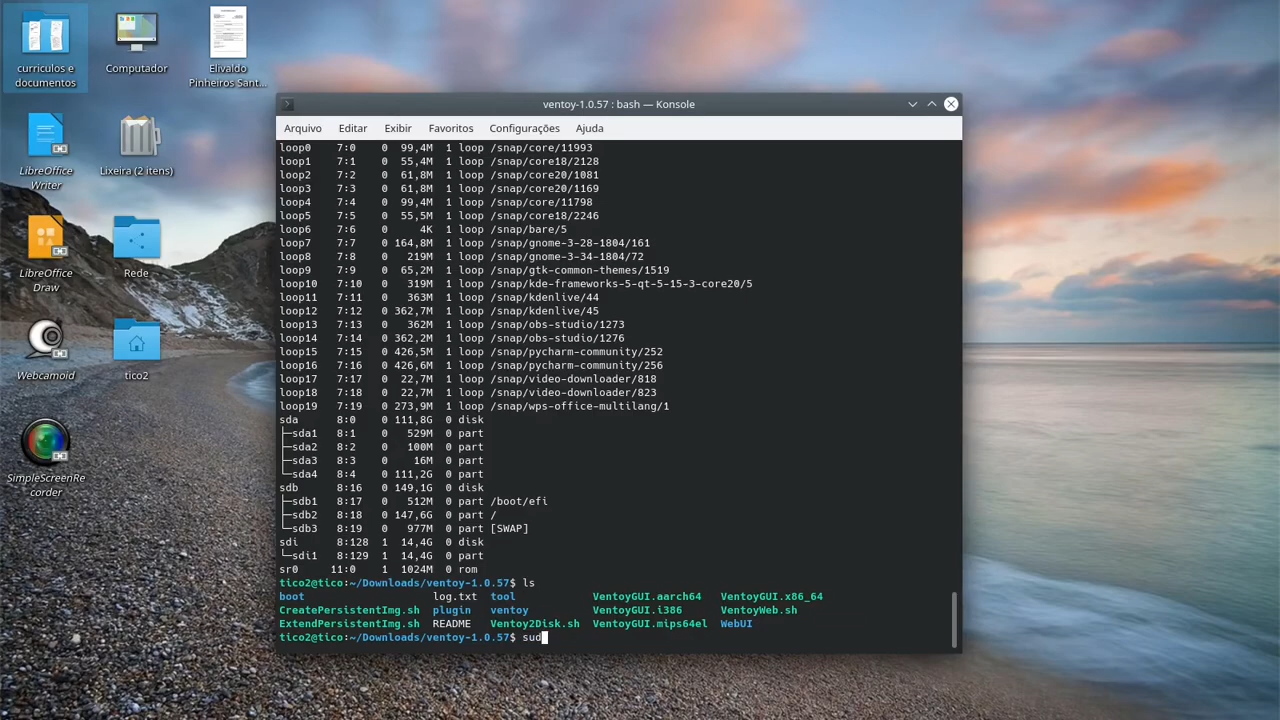 curriculos e
documentos
Computador
Elivaldo
Pinheiros Sant...
LibreOffice
Writer
Lixeira (2 itens)
LibreOffice
Draw
Rede
Webcamoid
tico2
SimpleScreenRe
corder
ventoy-1.0.57 : bash — Konsole
Arquivo Editar Exibir Favoritos Configurações Ajuda
loop0 7:0 0 99,4M 1 loop /snap/core/11993
loop1 7:1 0 55,4M 1 loop /snap/core18/2128
loop2 7:2 0 61,8M 1 loop /snap/core20/1081
loop3 7:3 0 61,8M 1 loop /snap/core20/1169
loop4 7:4 0 99,4M 1 loop /snap/core/11798
loop5 7:5 0 55,5M 1 loop /snap/core18/2246
loop6 7:6 0 4K 1 loop /snap/bare/5
loop7 7:7 0 164,8M 1 loop /snap/gnome-3-28-1804/161
loop8 7:8 0 219M 1 loop /snap/gnome-3-34-1804/72
loop9 7:9 0 65,2M 1 loop /snap/gtk-common-themes/1519
loop10 7:10 0 319M 1 loop /snap/kde-frameworks-5-qt-5-15-3-core20/5
loop11 7:11 0 363M 1 loop /snap/kdenlive/44
loop12 7:12 0 362,7M 1 loop /snap/kdenlive/45
loop13 7:13 0 362M 1 loop /snap/obs-studio/1273
loop14 7:14 0 362,2M 1 loop /snap/obs-studio/1276
loop15 7:15 0 426,5M 1 loop /snap/pycharm-community/252
loop16 7:16 0 426,6M 1 loop /snap/pycharm-community/256
loop17 7:17 0 22,7M 1 loop /snap/video-downloader/818
loop18 7:18 0 22,7M 1 loop /snap/video-downloader/823
loop19 7:19 0 273,9M 1 loop /snap/wps-office-multilang/1
sda 8:0 0 111,8G 0 disk
├─sda1 8:1 0 529M 0 part
├─sda2 8:2 0 100M 0 part
├─sda3 8:3 0 16M 0 part
└─sda4 8:4 0 111,2G 0 part
sdb 8:16 0 149,1G 0 disk
├─sdb1 8:17 0 512M 0 part /boot/efi
├─sdb2 8:18 0 147,6G 0 part /
└─sdb3 8:19 0 977M 0 part [SWAP]
sdi 8:128 1 14,4G 0 disk
└─sdi1 8:129 1 14,4G 0 part
sr0 11:0 1 1024M 0 rom
tico2@tico:~/Downloads/ventoy-1.0.57$ ls
boot log.txt tool VentoyGUI.aarch64 VentoyGUI.x86_64
CreatePersistentImg.sh plugin ventoy VentoyGUI.i386 VentoyWeb.sh
ExtendPersistentImg.sh README Ventoy2Disk.sh VentoyGUI.mips64el WebUI
tico2@tico:~/Downloads/ventoy-1.0.57$ sud